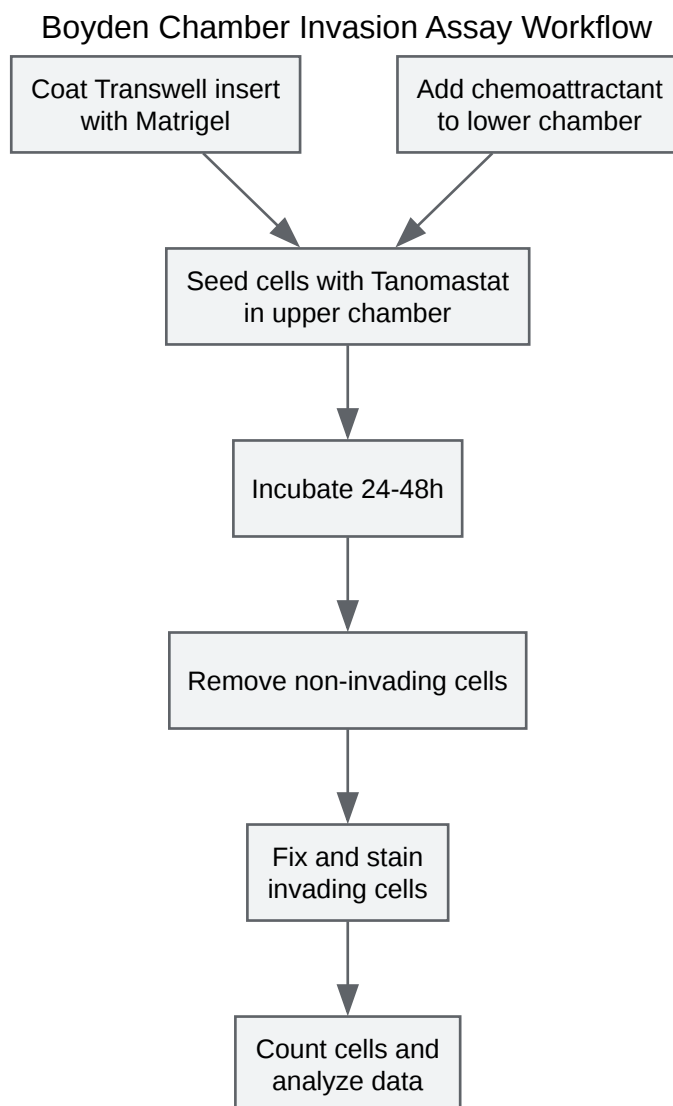 Boyden Chamber Invasion Assay Workflow
Coat Transwell insert
with Matrigel
Add chemoattractant
to lower chamber
Seed cells with Tanomastat
in upper chamber
Incubate 24-48h
Remove non-invading cells
Fix and stain
invading cells
Count cells and
analyze data